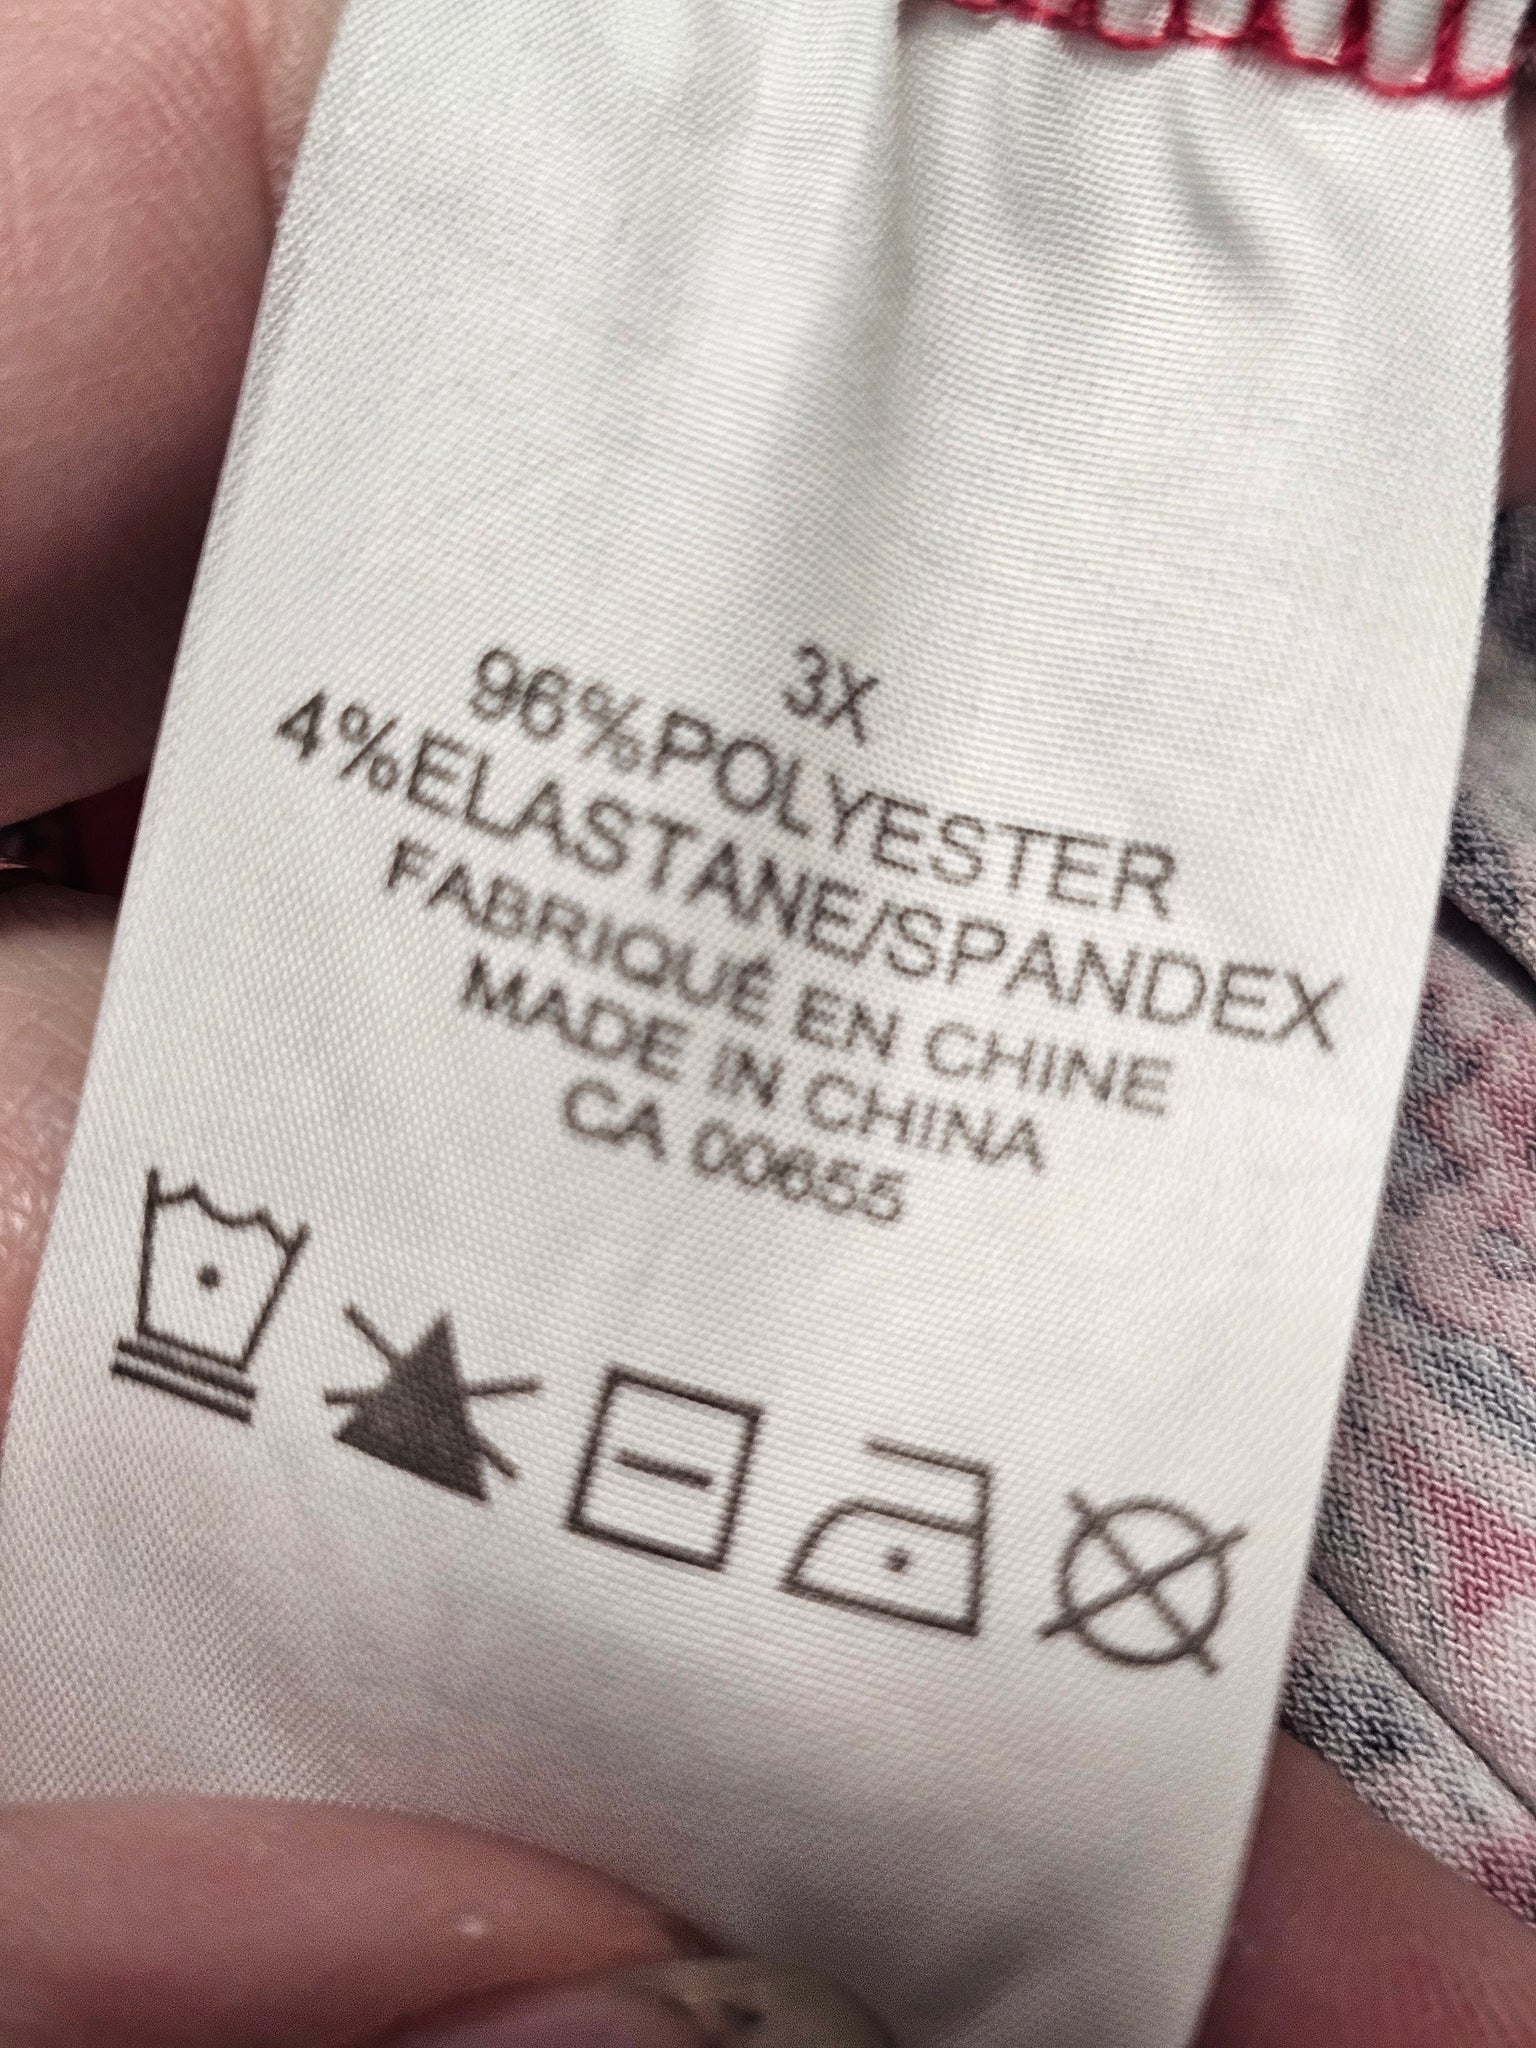 3X
96%POLYESTER
4%ELASTANE/SPANDEX
FABRIQUÉ EN CHINE
MADE IN CHINA
CA 00655